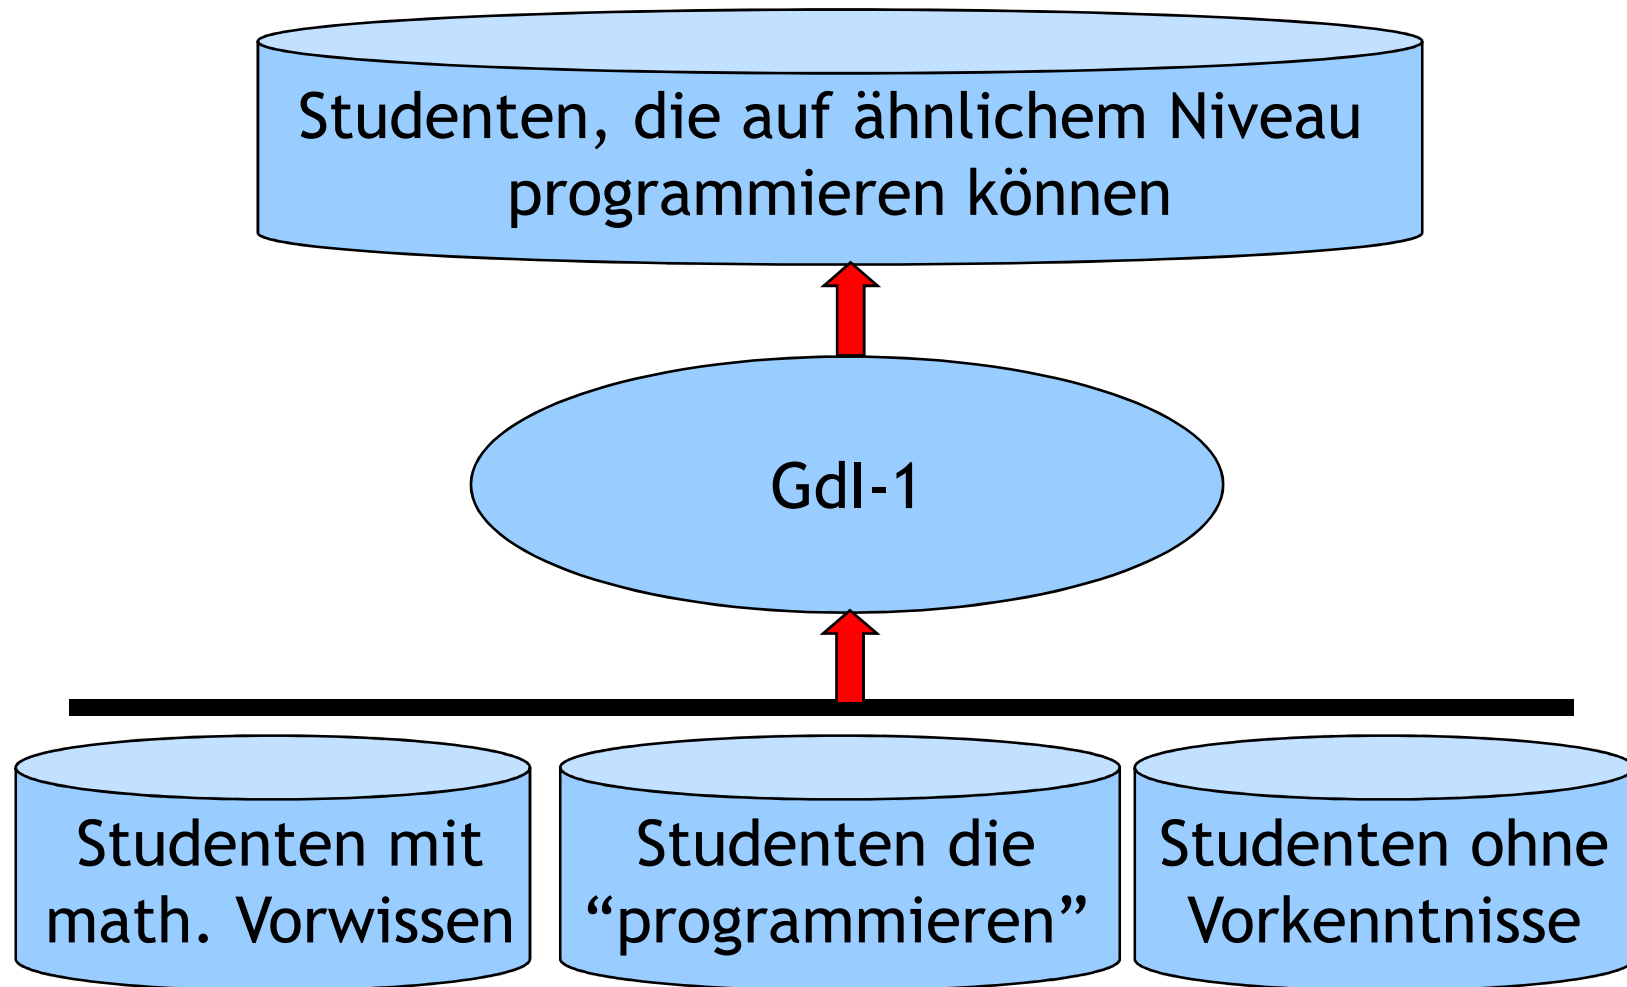 Studenten, die auf ähnlichem Niveau
programmieren können
GdI-1
Studenten mit
math. Vorwissen
Studenten die
“programmieren”
Studenten ohne
Vorkenntnisse